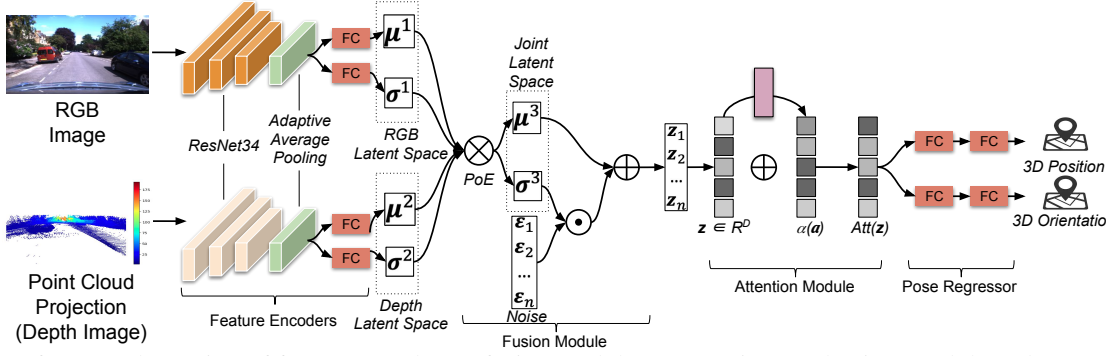 RGB
Image
FC
FC
μ¹
σ¹
RGB
Latent Space
ResNet34
Adaptive
Average
Pooling
Point Cloud
Projection
(Depth Image)
FC
FC
μ²
σ²
Depth
Latent Space
Feature Encoders
PoE
Joint
Latent
Space
μ³
σ³
ε₁
ε₂
...
εₙ
Noise
Fusion Module
z₁
z₂
...
zₙ
z ∈ Rᴰ
α(a)
Att(z)
Attention Module
FC
FC
FC
FC
3D Position
3D Orientatio
Pose Regressor